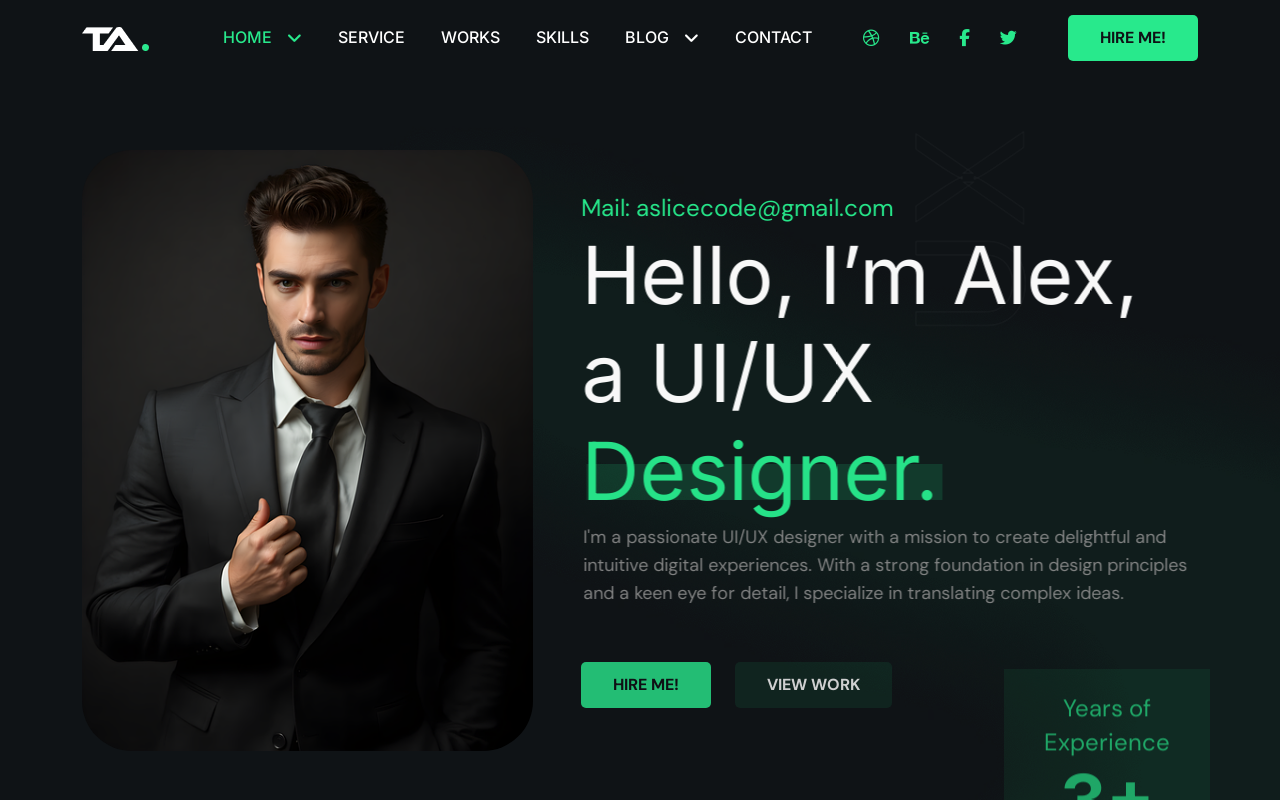 TA.
HOME SERVICE WORKS SKILLS BLOG CONTACT Bē HIRE ME!
Mail: aslicecode@gmail.com
Hello, I’m Alex,
a UI/UX
Designer.
I'm a passionate UI/UX designer with a mission to create delightful and
intuitive digital experiences. With a strong foundation in design principles
and a keen eye for detail, I specialize in translating complex ideas.
HIRE ME! VIEW WORK
Years of
Experience
3+